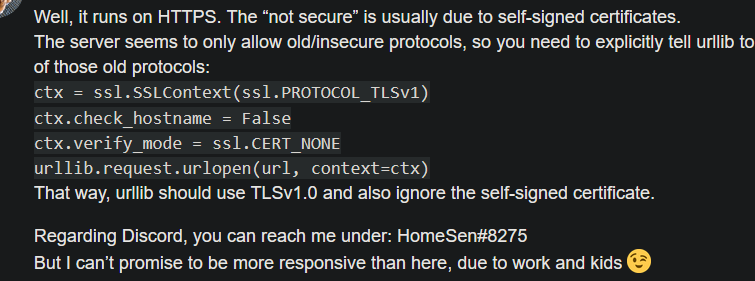 Well, it runs on HTTPS. The “not secure” is usually due to self-signed certificates.
The server seems to only allow old/insecure protocols, so you need to explicitly tell urllib to
of those old protocols:
ctx = ssl.SSLContext(ssl.PROTOCOL_TLSv1)
ctx.check_hostname = False
ctx.verify_mode = ssl.CERT_NONE
urllib.request.urlopen(url, context=ctx)
That way, urllib should use TLSv1.0 and also ignore the self-signed certificate.
Regarding Discord, you can reach me under: HomeSen#8275
But I can’t promise to be more responsive than here, due to work and kids 😉